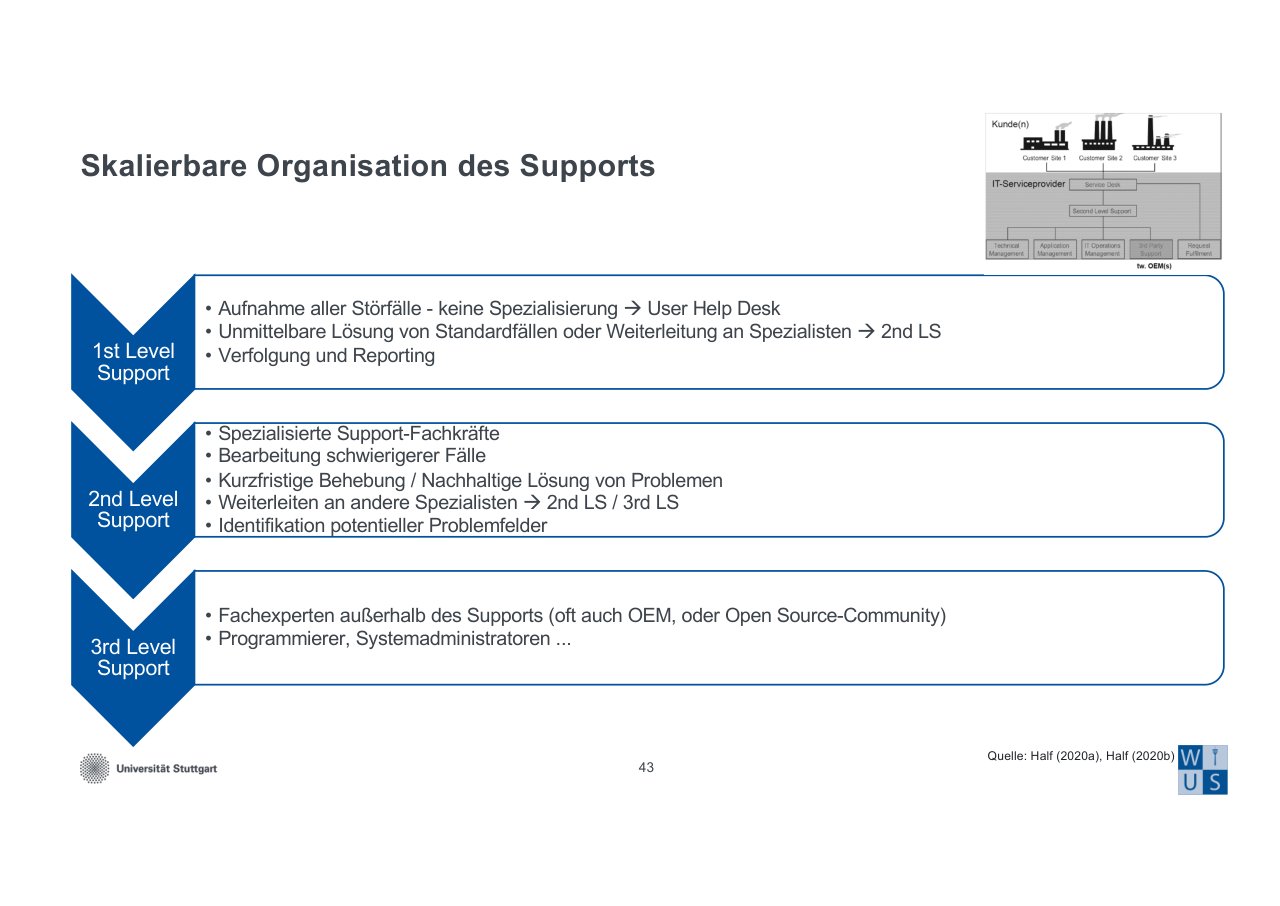 Skalierbare Organisation des Supports
Kunde(n)
Customer Site 1 Customer Site 2 Customer Site 3
IT-Serviceprovider
Service Desk
Second Level Support
Technical Management
Application Management
IT Operations Management
3rd Party Support
Request Fulfilment
tw. OEM(s)
1st Level
Support
• Aufnahme aller Störfälle - keine Spezialisierung → User Help Desk
• Unmittelbare Lösung von Standardfällen oder Weiterleitung an Spezialisten → 2nd LS
• Verfolgung und Reporting
2nd Level
Support
• Spezialisierte Support-Fachkräfte
• Bearbeitung schwierigerer Fälle
• Kurzfristige Behebung / Nachhaltige Lösung von Problemen
• Weiterleiten an andere Spezialisten → 2nd LS / 3rd LS
• Identifikation potentieller Problemfelder
3rd Level
Support
• Fachexperten außerhalb des Supports (oft auch OEM, oder Open Source-Community)
• Programmierer, Systemadministratoren ...
Universität Stuttgart
43
Quelle: Half (2020a), Half (2020b)
W
U S